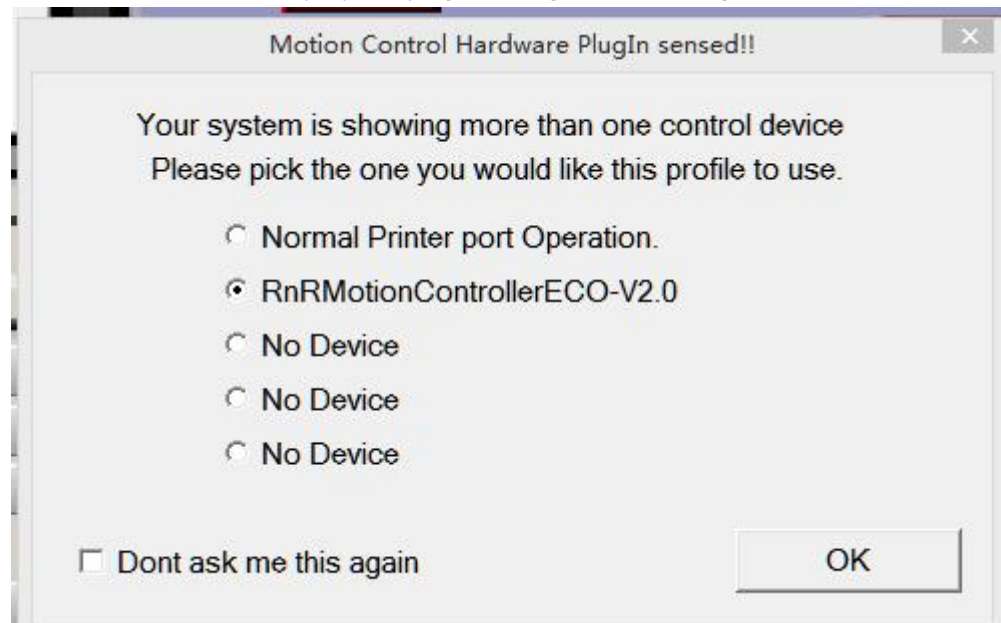 Motion Control Hardware PlugIn sensed!!
Your system is showing more than one control device
Please pick the one you would like this profile to use.
Normal Printer port Operation.
RnRMotionControllerECO-V2.0
No Device
No Device
No Device
Dont ask me this again
OK